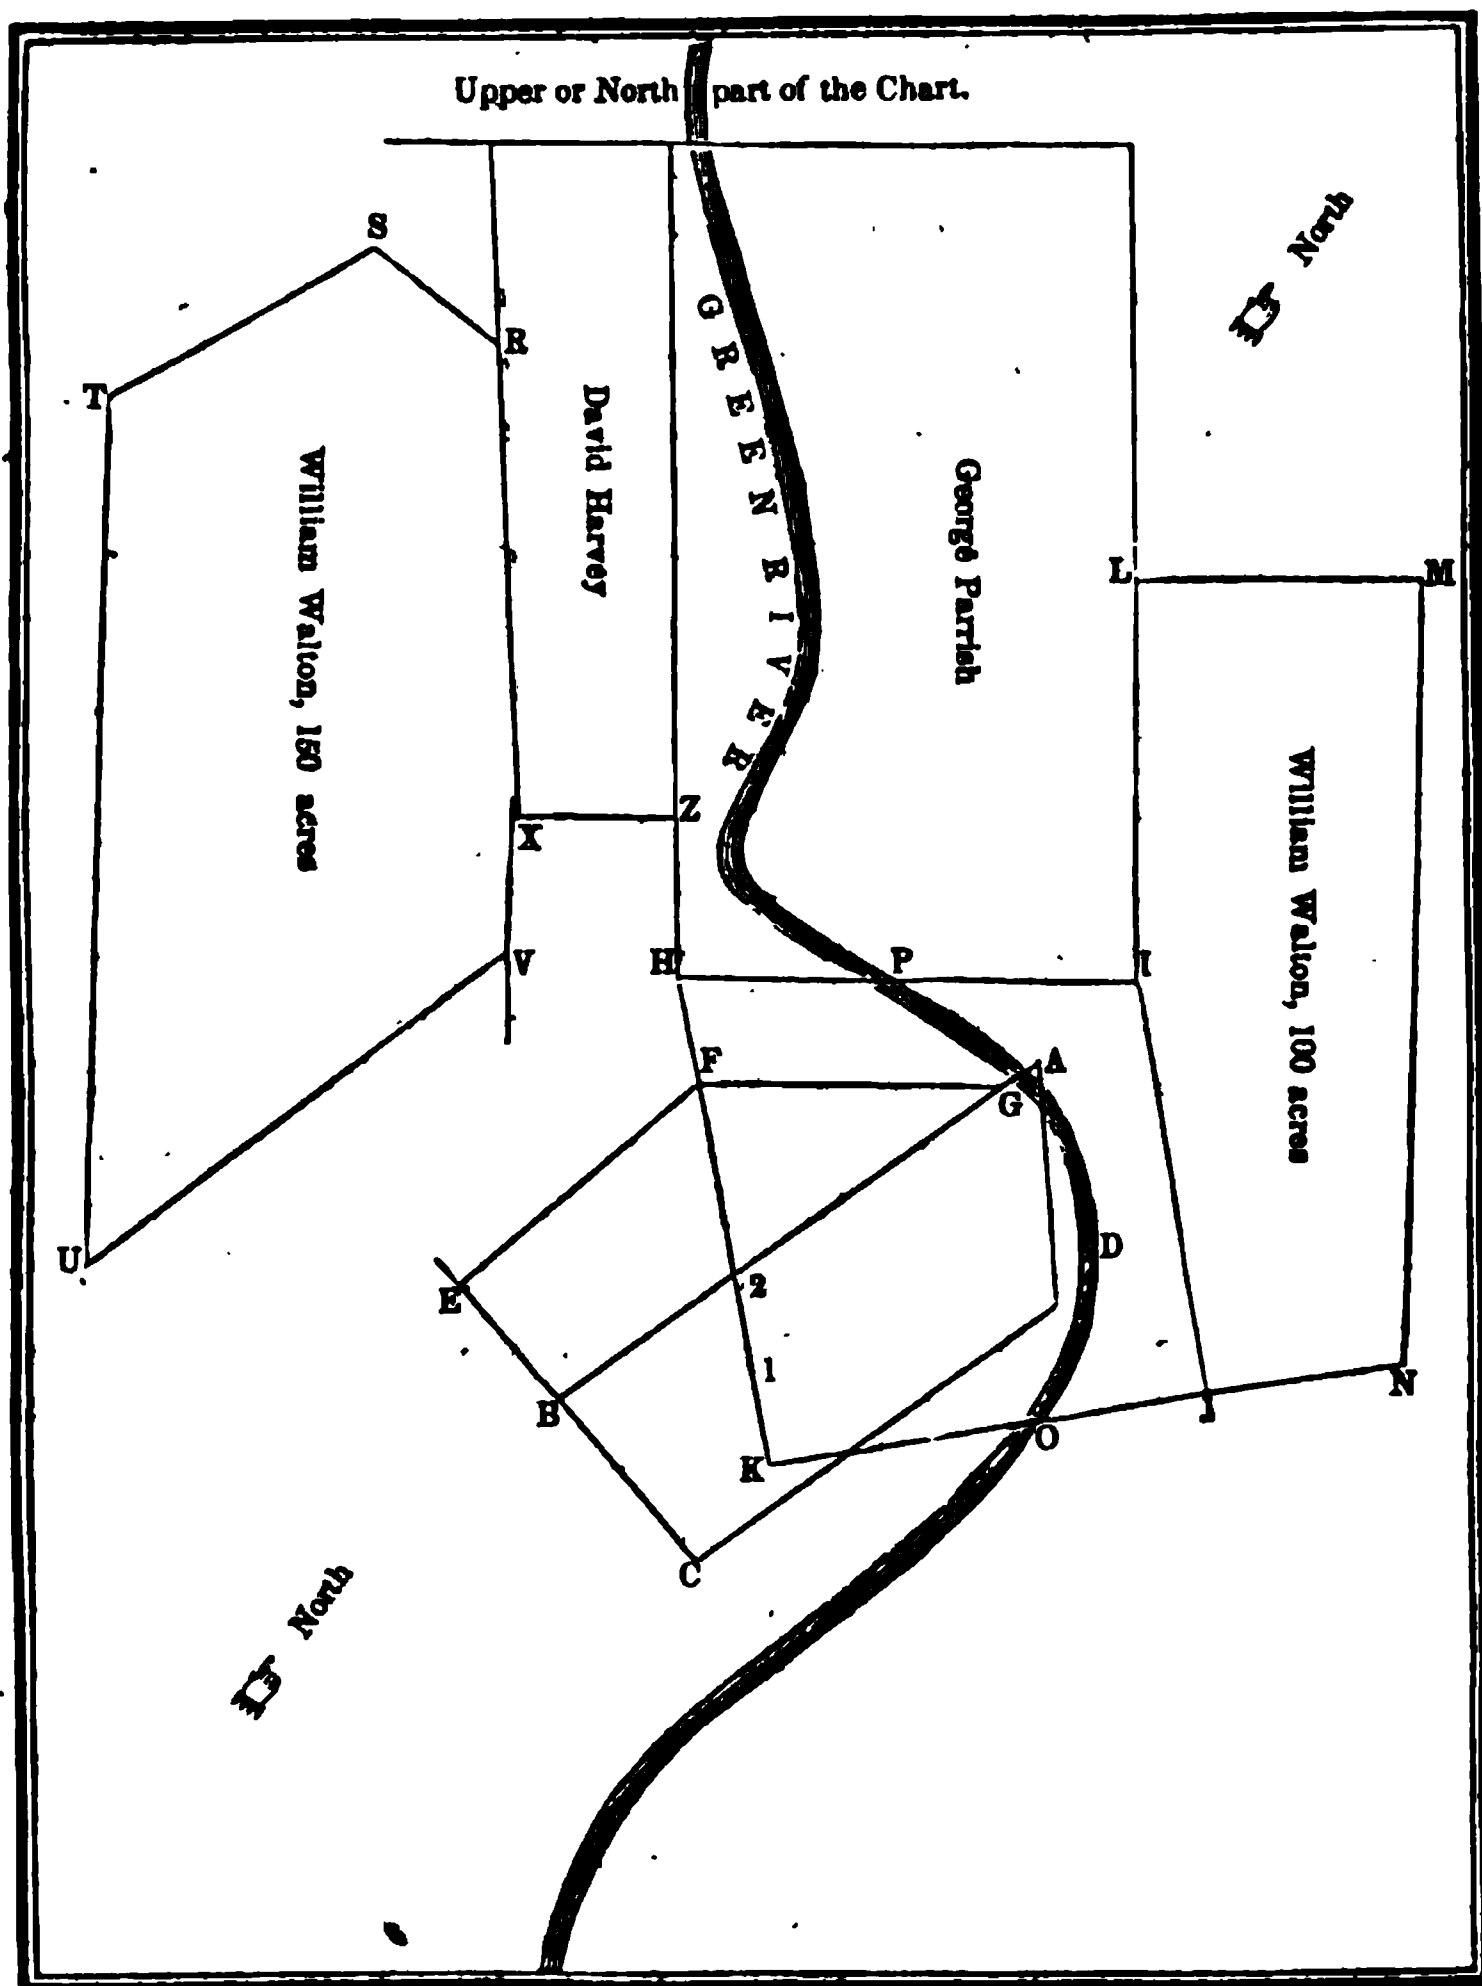 Upper or North part of the Chart.
North
S
R
T
GREEN RIVER
David Harvey
George Parrish
William Walton, 150 acres
L
M
William Walton, 100 acres
Z
X
V
H
P
I
F
A
G
D
U
E
2
1
B
N
J
O
K
C
North